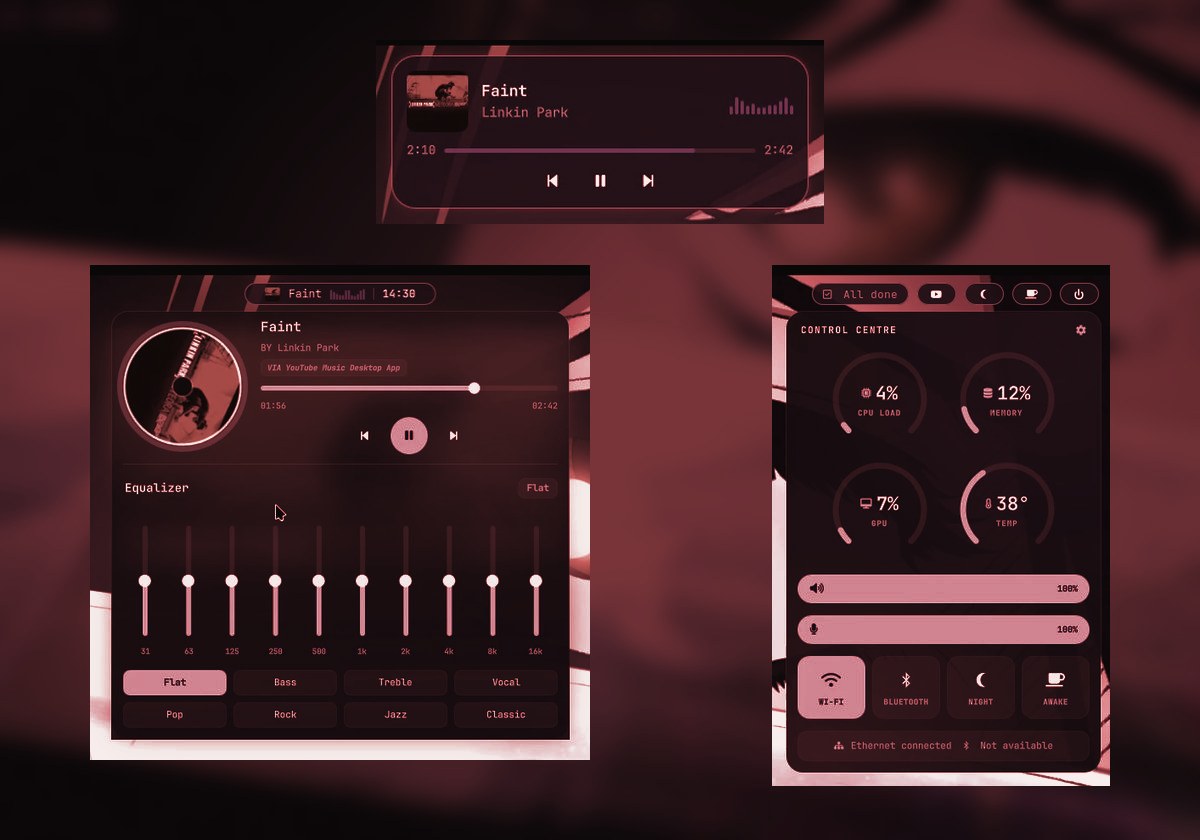 Faint
Linkin Park
2:10 2:42
Faint 14:30
Faint
BY Linkin Park
VIA YouTube Music Desktop App
01:56 02:42
LINKIN PARK
Equalizer Flat
31 63 125 250 500 1k 2k 4k 8k 16k
Flat Bass Treble Vocal
Pop Rock Jazz Classic
All done
CONTROL CENTRE
4% 12%
CPU LOAD MEMORY
7% 38°
GPU TEMP
100%
100%
WI-FI BLUETOOTH NIGHT AWAKE
Ethernet connected Not available